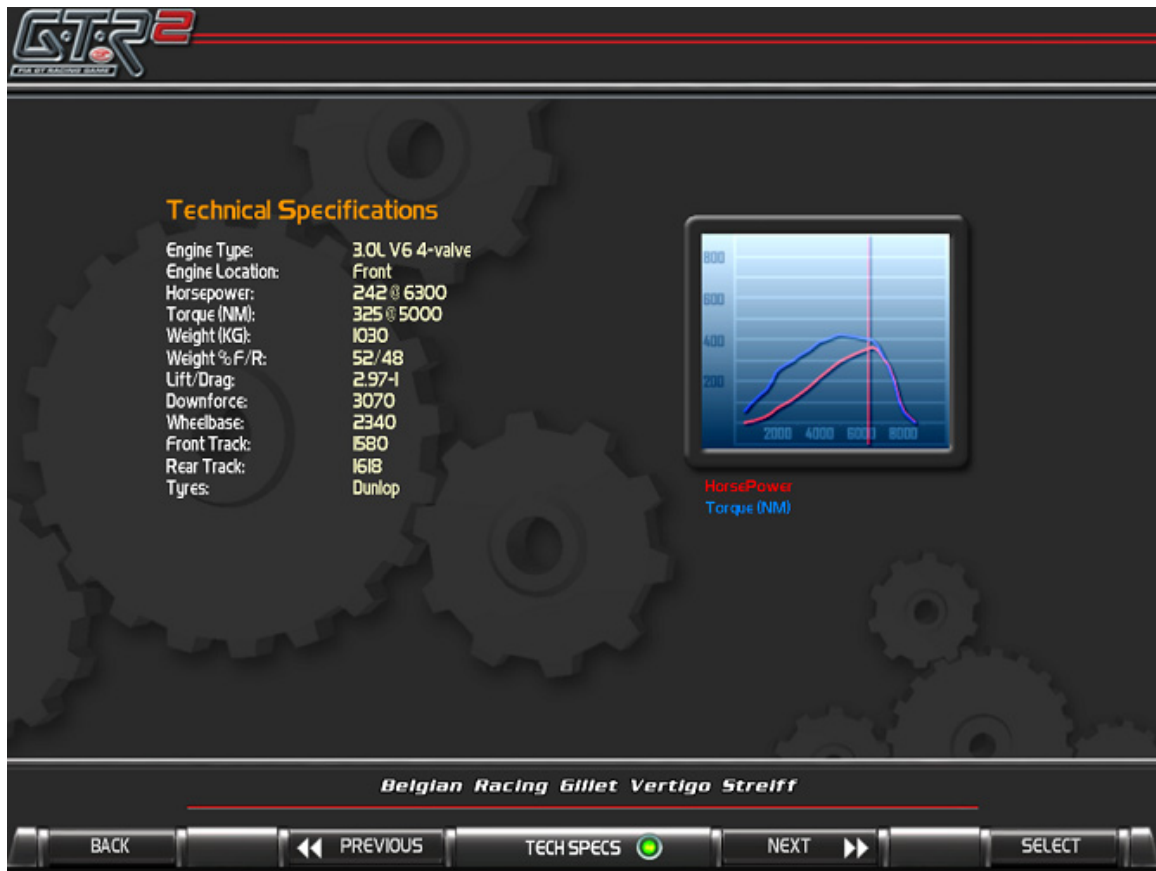 G·T·R 2
FIA GT RACING GAME
Technical Specifications
Engine Type: 3.0L V6 4-valve
Engine Location: Front
Horsepower: 242 @ 6300
Torque (NM): 325 @ 5000
Weight (KG): 1030
Weight % F/R: 52/48
Lift/Drag: 2.97-1
Downforce: 3070
Wheelbase: 2340
Front Track: 1580
Rear Track: 1618
Tyres: Dunlop
800
600
400
200
2000 4000 6000 8000
HorsePower
Torque (NM)
Belgian Racing Gillet Vertigo Streiff
BACK PREVIOUS TECH SPECS NEXT SELECT